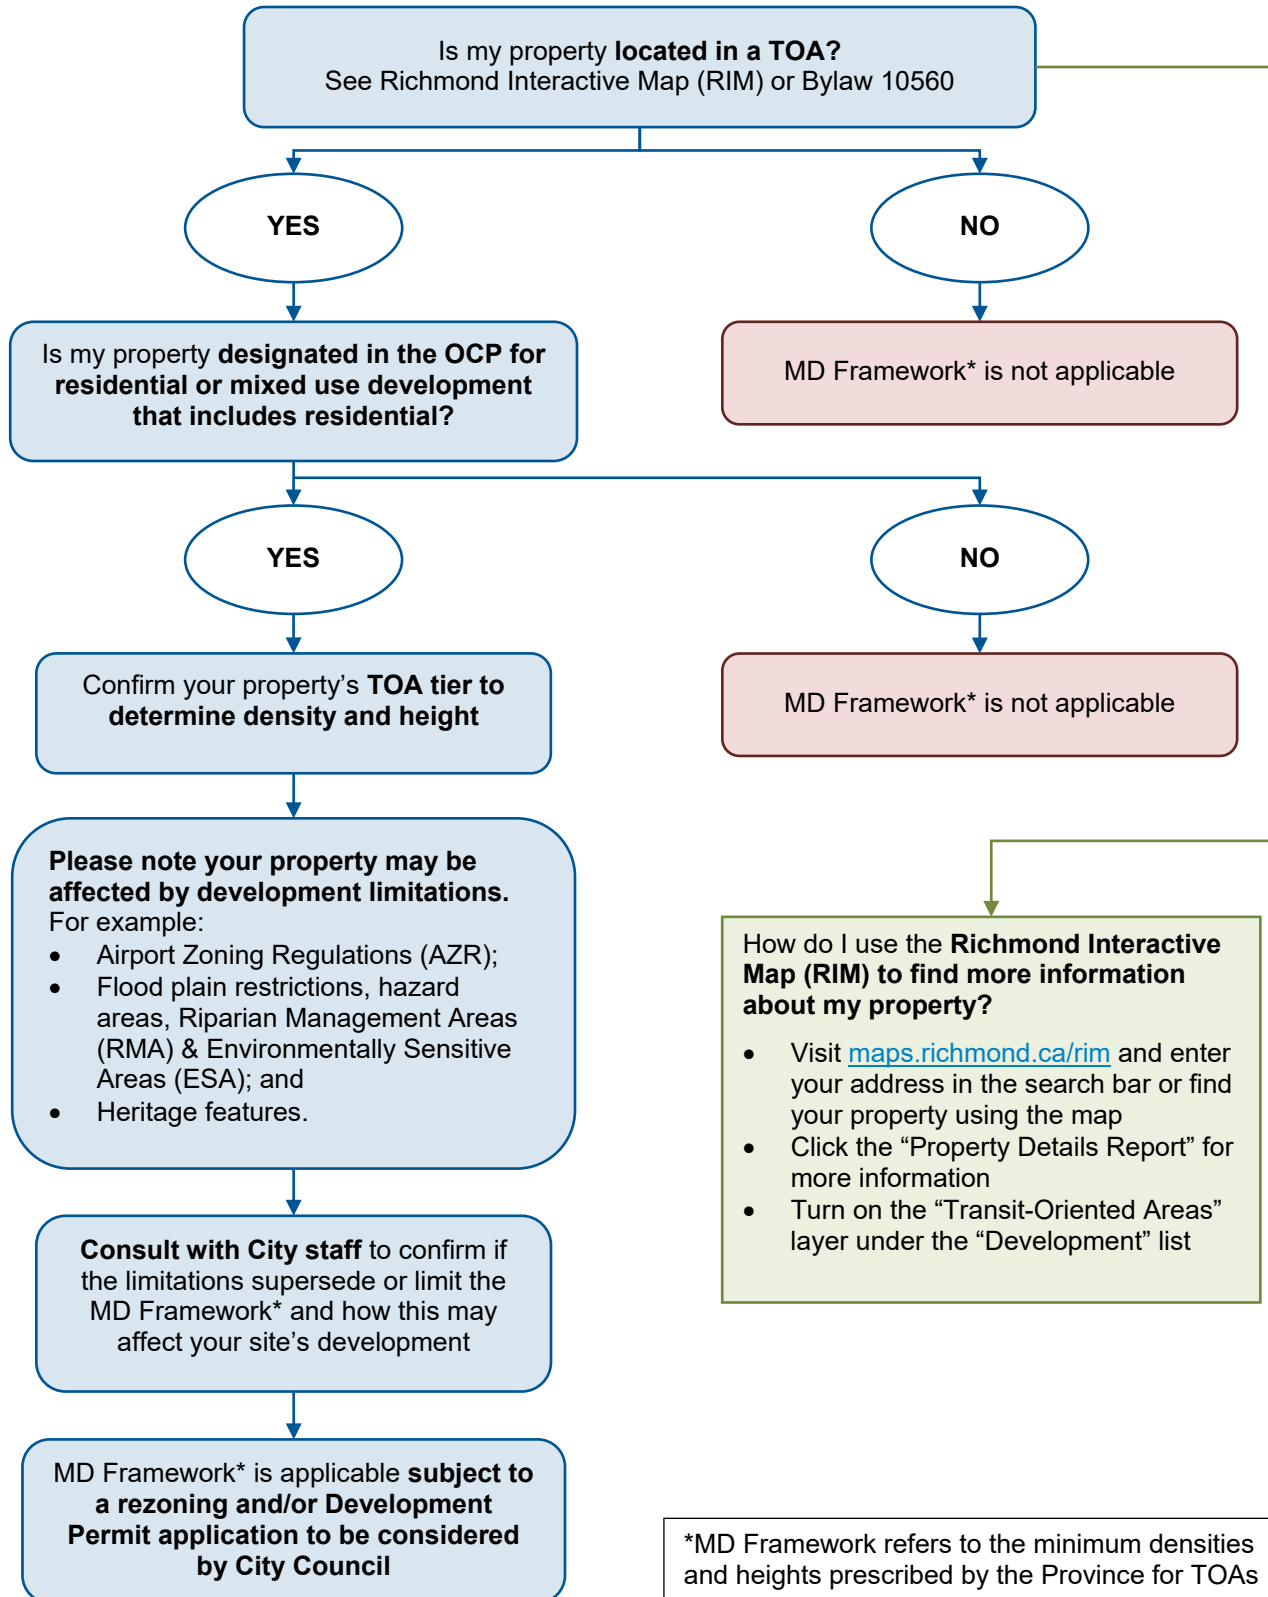 Is my property located in a TOA?
See Richmond Interactive Map (RIM) or Bylaw 10560
YES
NO
Is my property designated in the OCP for
residential or mixed use development
that includes residential?
MD Framework* is not applicable
YES
NO
Confirm your property’s TOA tier to
determine density and height
MD Framework* is not applicable
Please note your property may be
affected by development limitations.
For example:
• Airport Zoning Regulations (AZR);
• Flood plain restrictions, hazard
areas, Riparian Management Areas
(RMA) & Environmentally Sensitive
Areas (ESA); and
• Heritage features.
How do I use the Richmond Interactive
Map (RIM) to find more information
about my property?
• Visit maps.richmond.ca/rim and enter
your address in the search bar or find
your property using the map
• Click the “Property Details Report” for
more information
• Turn on the “Transit-Oriented Areas”
layer under the “Development” list
Consult with City staff to confirm if
the limitations supersede or limit the
MD Framework* and how this may
affect your site’s development
MD Framework* is applicable subject to
a rezoning and/or Development
Permit application to be considered
by City Council
*MD Framework refers to the minimum densities
and heights prescribed by the Province for TOAs